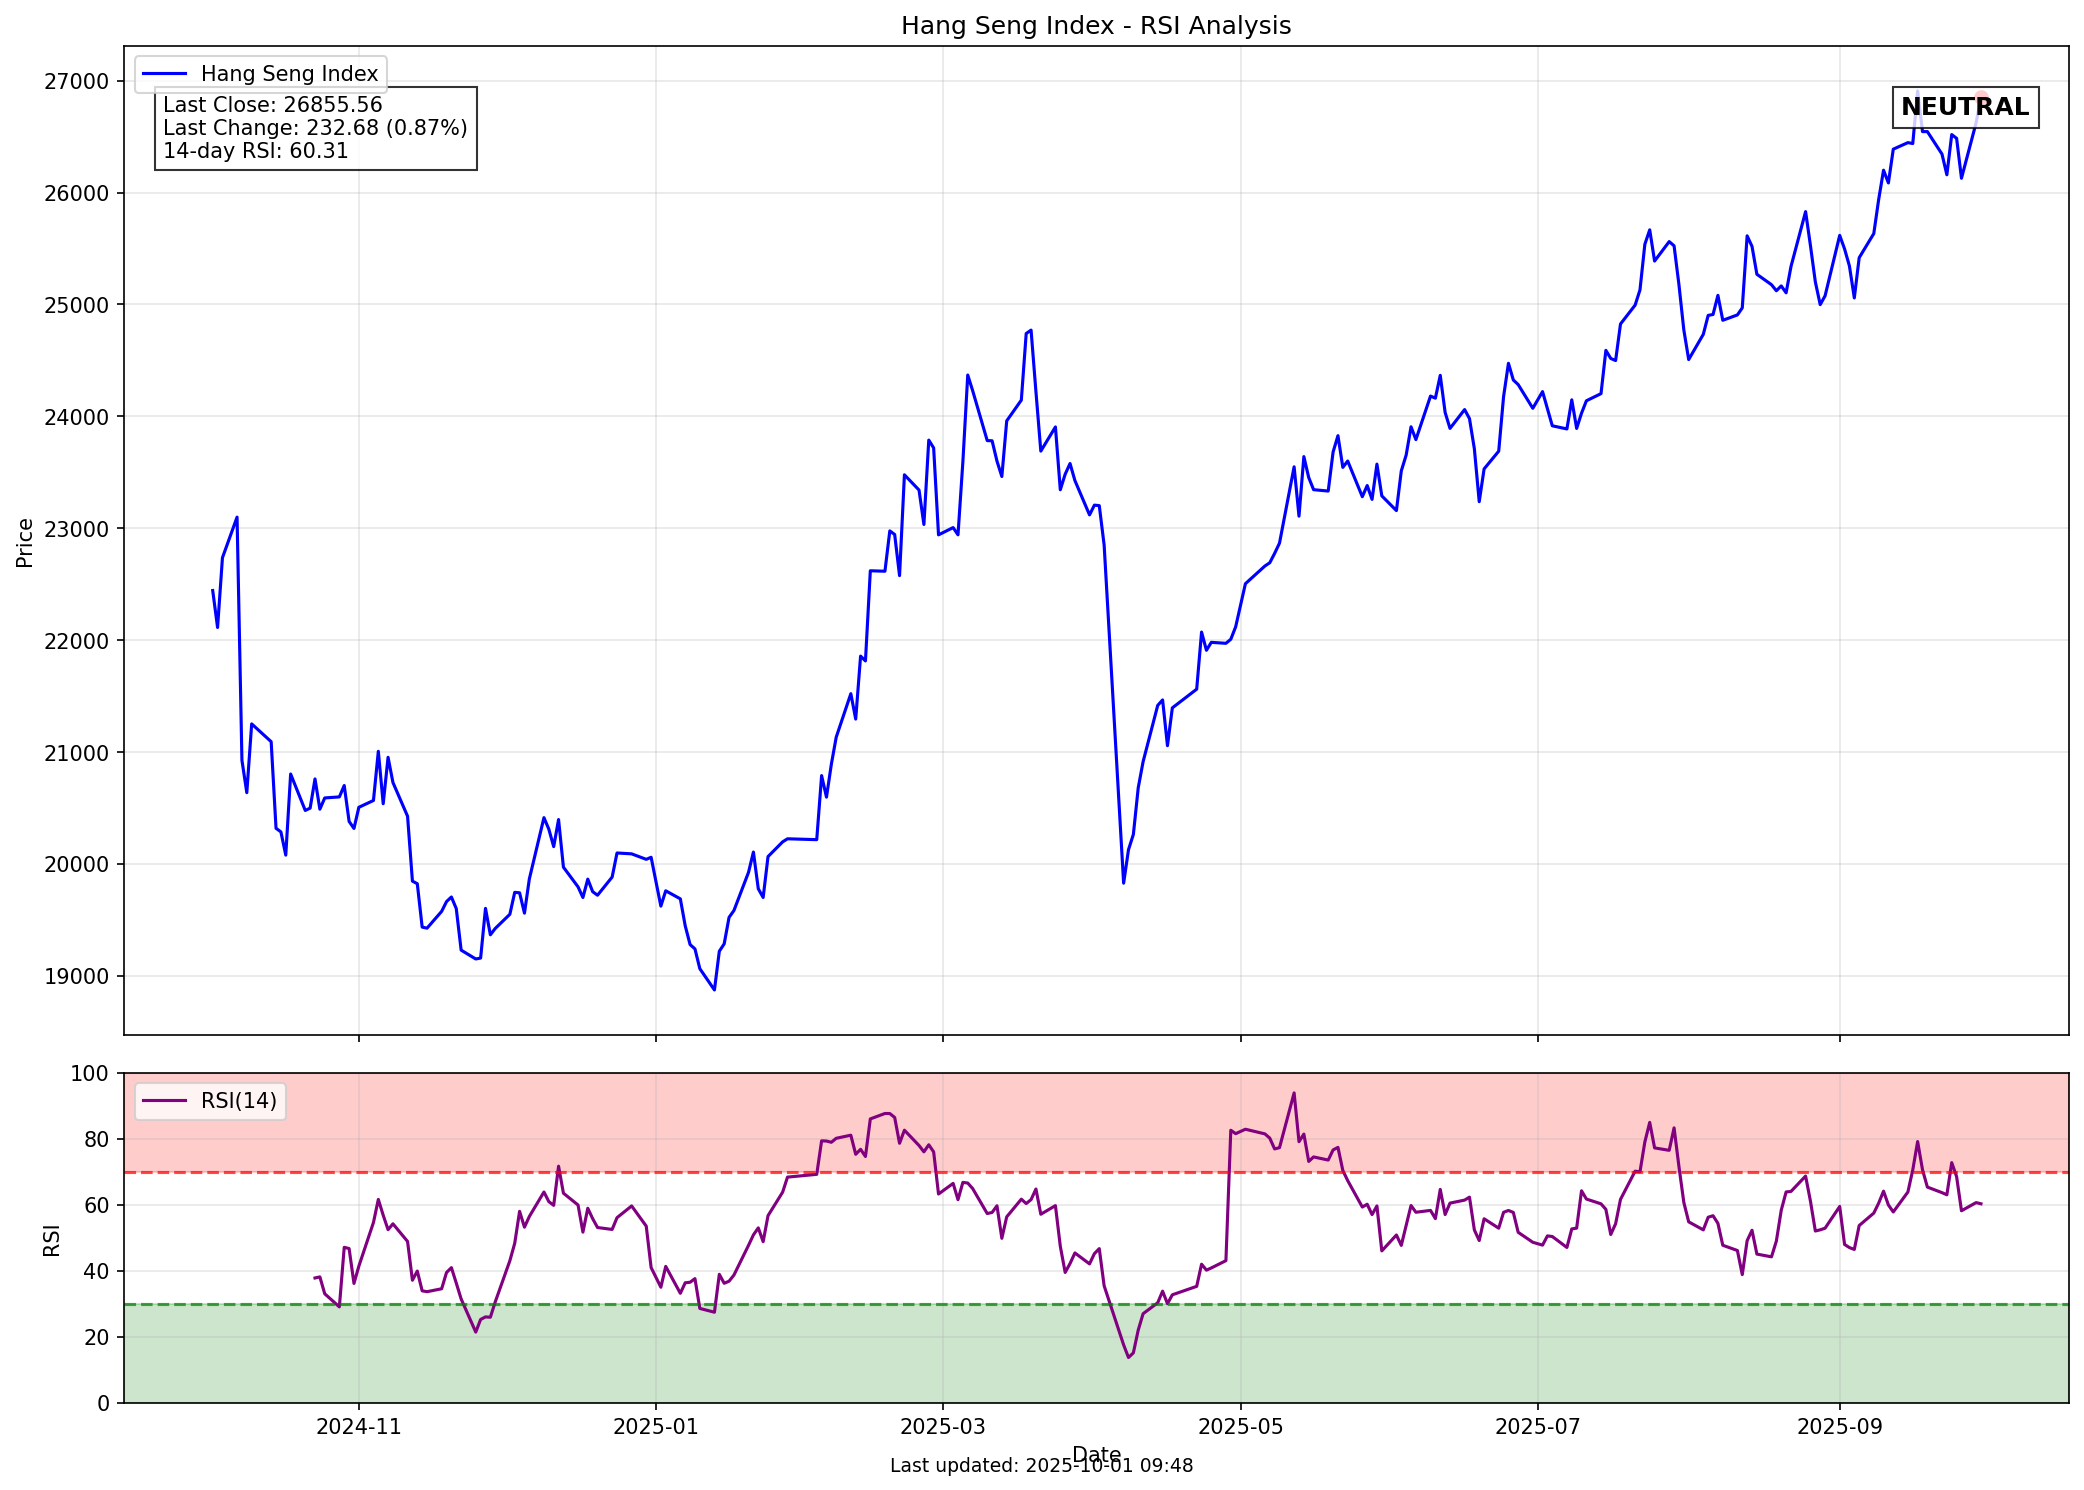 Hang Seng Index - RSI Analysis
Hang Seng Index
Last Close: 26855.56
Last Change: 232.68 (0.87%)
14-day RSI: 60.31
NEUTRAL
27000
26000
25000
24000
23000
22000
21000
20000
19000
Price
RSI(14)
100
80
60
40
20
0
RSI
2024-11
2025-01
2025-03
2025-05
2025-07
2025-09
Date
Last updated: 2025-10-01 09:48